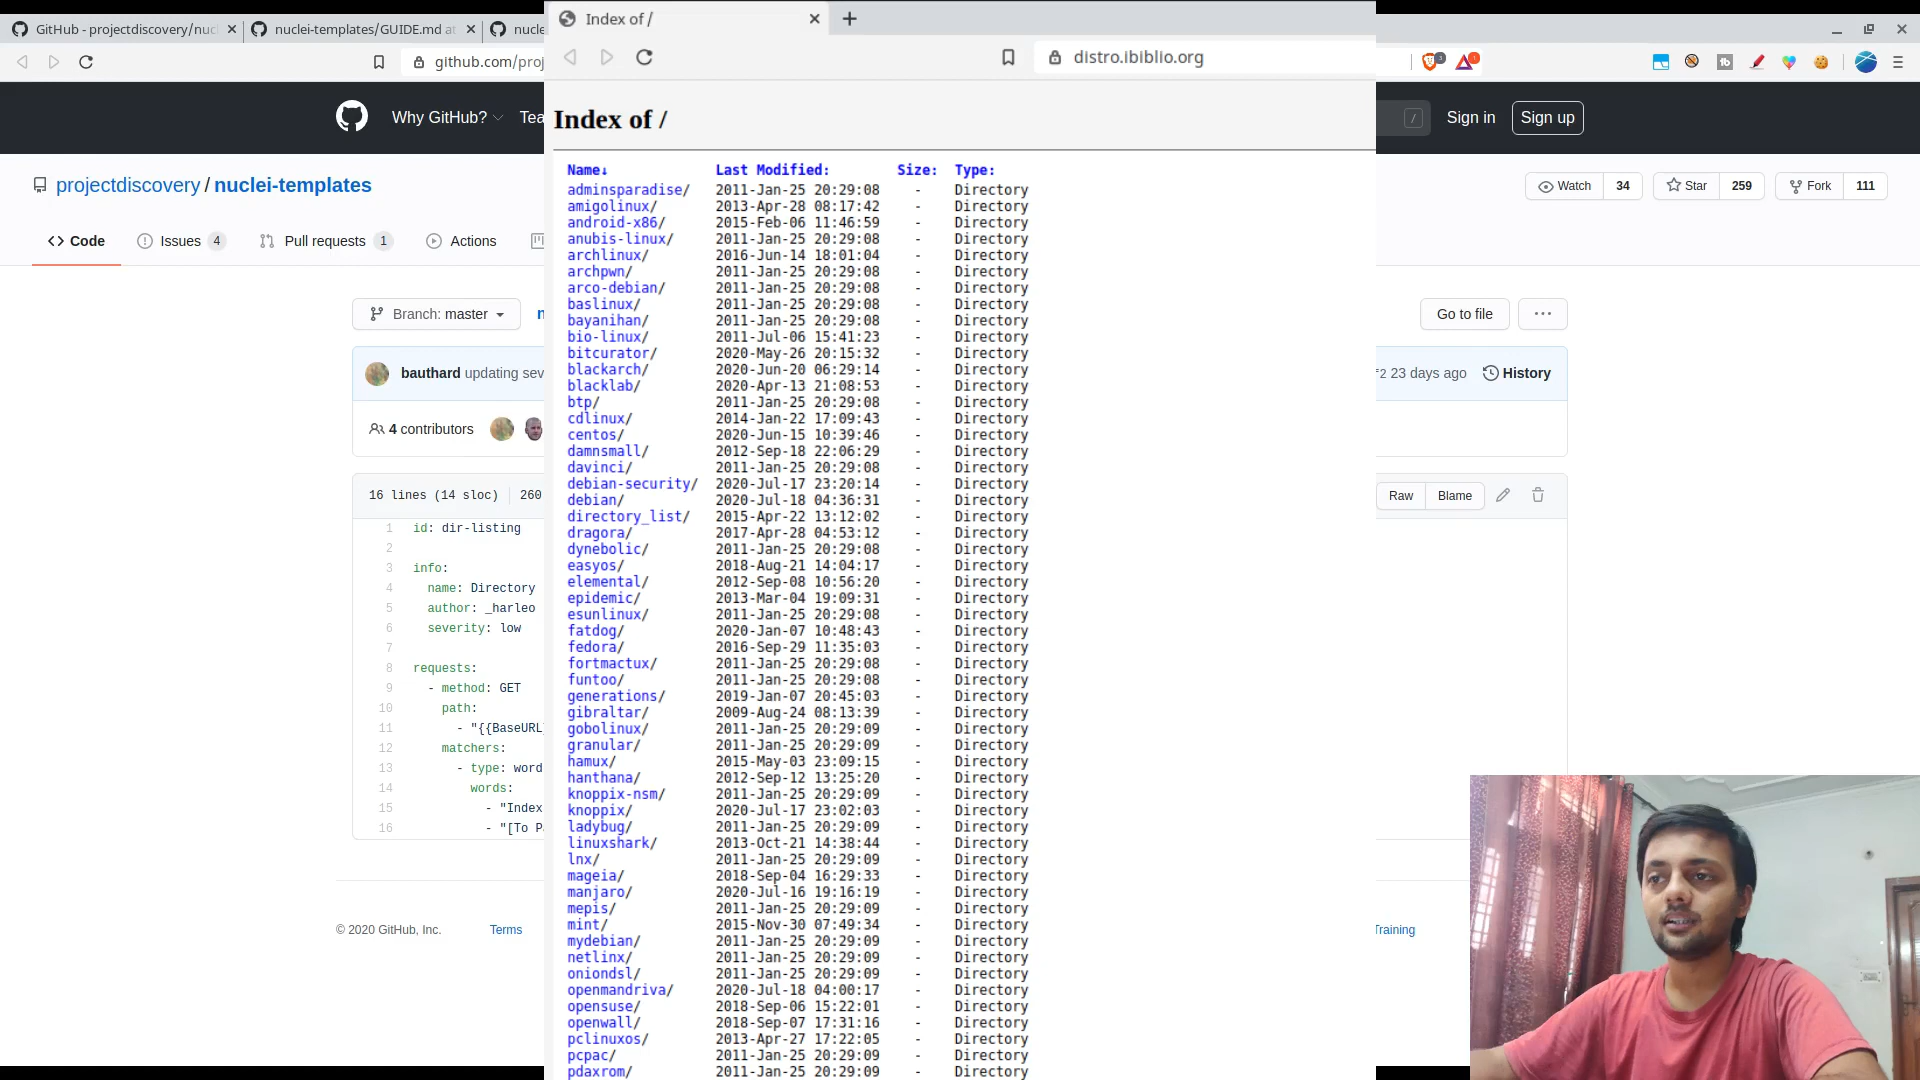 GitHub - projectdiscovery/nucl
nuclei-templates/GUIDE.md at
nucle
github.com/proj
Index of /
distro.ibiblio.org
Why GitHub?
Tea
/
Sign in
Sign up
projectdiscovery / nuclei-templates
Watch 34
Star 259
Fork 111
Code
Issues 4
Pull requests 1
Actions
Branch: master
Go to file
bauthard updating sev
23 days ago
History
4 contributors
16 lines (14 sloc) 260
Raw
Blame
1 id: dir-listing
2
3 info:
4 name: Directory
5 author: _harleo
6 severity: low
7
8 requests:
9 - method: GET
10 path:
11 - "{{BaseURL
12 matchers:
13 - type: word
14 words:
15 - "Index
16 - "[To P
© 2020 GitHub, Inc.
Terms
Training
Index of /
Name↓ Last Modified: Size: Type:
adminsparadise/ 2011-Jan-25 20:29:08 - Directory
amigolinux/ 2013-Apr-28 08:17:42 - Directory
android-x86/ 2015-Feb-06 11:46:59 - Directory
anubis-linux/ 2011-Jan-25 20:29:08 - Directory
archlinux/ 2016-Jun-14 18:01:04 - Directory
archpwn/ 2011-Jan-25 20:29:08 - Directory
arco-debian/ 2011-Jan-25 20:29:08 - Directory
baslinux/ 2011-Jan-25 20:29:08 - Directory
bayanihan/ 2011-Jan-25 20:29:08 - Directory
bio-linux/ 2011-Jul-06 15:41:23 - Directory
bitcurator/ 2020-May-26 20:15:32 - Directory
blackarch/ 2020-Jun-20 06:29:14 - Directory
blacklab/ 2020-Apr-13 21:08:53 - Directory
btp/ 2011-Jan-25 20:29:08 - Directory
cdlinux/ 2014-Jan-22 17:09:43 - Directory
centos/ 2020-Jun-15 10:39:46 - Directory
damnsmall/ 2012-Sep-18 22:06:29 - Directory
davinci/ 2011-Jan-25 20:29:08 - Directory
debian-security/ 2020-Jul-17 23:20:14 - Directory
debian/ 2020-Jul-18 04:36:31 - Directory
directory_list/ 2015-Apr-22 13:12:02 - Directory
dragora/ 2017-Apr-28 04:53:12 - Directory
dynebolic/ 2011-Jan-25 20:29:08 - Directory
easyos/ 2018-Aug-21 14:04:17 - Directory
elemental/ 2012-Sep-08 10:56:20 - Directory
epidemic/ 2013-Mar-04 19:09:31 - Directory
esunlinux/ 2011-Jan-25 20:29:08 - Directory
fatdog/ 2020-Jan-07 10:48:43 - Directory
fedora/ 2016-Sep-29 11:35:03 - Directory
fortmactux/ 2011-Jan-25 20:29:08 - Directory
funtoo/ 2011-Jan-25 20:29:08 - Directory
generations/ 2019-Jan-07 20:45:03 - Directory
gibraltar/ 2009-Aug-24 08:13:39 - Directory
gobolinux/ 2011-Jan-25 20:29:09 - Directory
granular/ 2011-Jan-25 20:29:09 - Directory
hamux/ 2015-May-03 23:09:15 - Directory
hanthana/ 2012-Sep-12 13:25:20 - Directory
knoppix-nsm/ 2011-Jan-25 20:29:09 - Directory
knoppix/ 2020-Jul-17 23:02:03 - Directory
ladybug/ 2011-Jan-25 20:29:09 - Directory
linuxshark/ 2013-Oct-21 14:38:44 - Directory
lnx/ 2011-Jan-25 20:29:09 - Directory
mageia/ 2018-Sep-04 16:29:33 - Directory
manjaro/ 2020-Jul-16 19:16:19 - Directory
mepis/ 2011-Jan-25 20:29:09 - Directory
mint/ 2015-Nov-30 07:49:34 - Directory
mydebian/ 2011-Jan-25 20:29:09 - Directory
netlinx/ 2011-Jan-25 20:29:09 - Directory
oniondsl/ 2011-Jan-25 20:29:09 - Directory
openmandriva/ 2020-Jul-18 04:00:17 - Directory
opensuse/ 2018-Sep-06 15:22:01 - Directory
openwall/ 2018-Sep-07 17:31:16 - Directory
pclinuxos/ 2013-Apr-27 17:22:05 - Directory
pcpac/ 2011-Jan-25 20:29:09 - Directory
pdaxrom/ 2011-Jan-25 20:29:09 - Directory